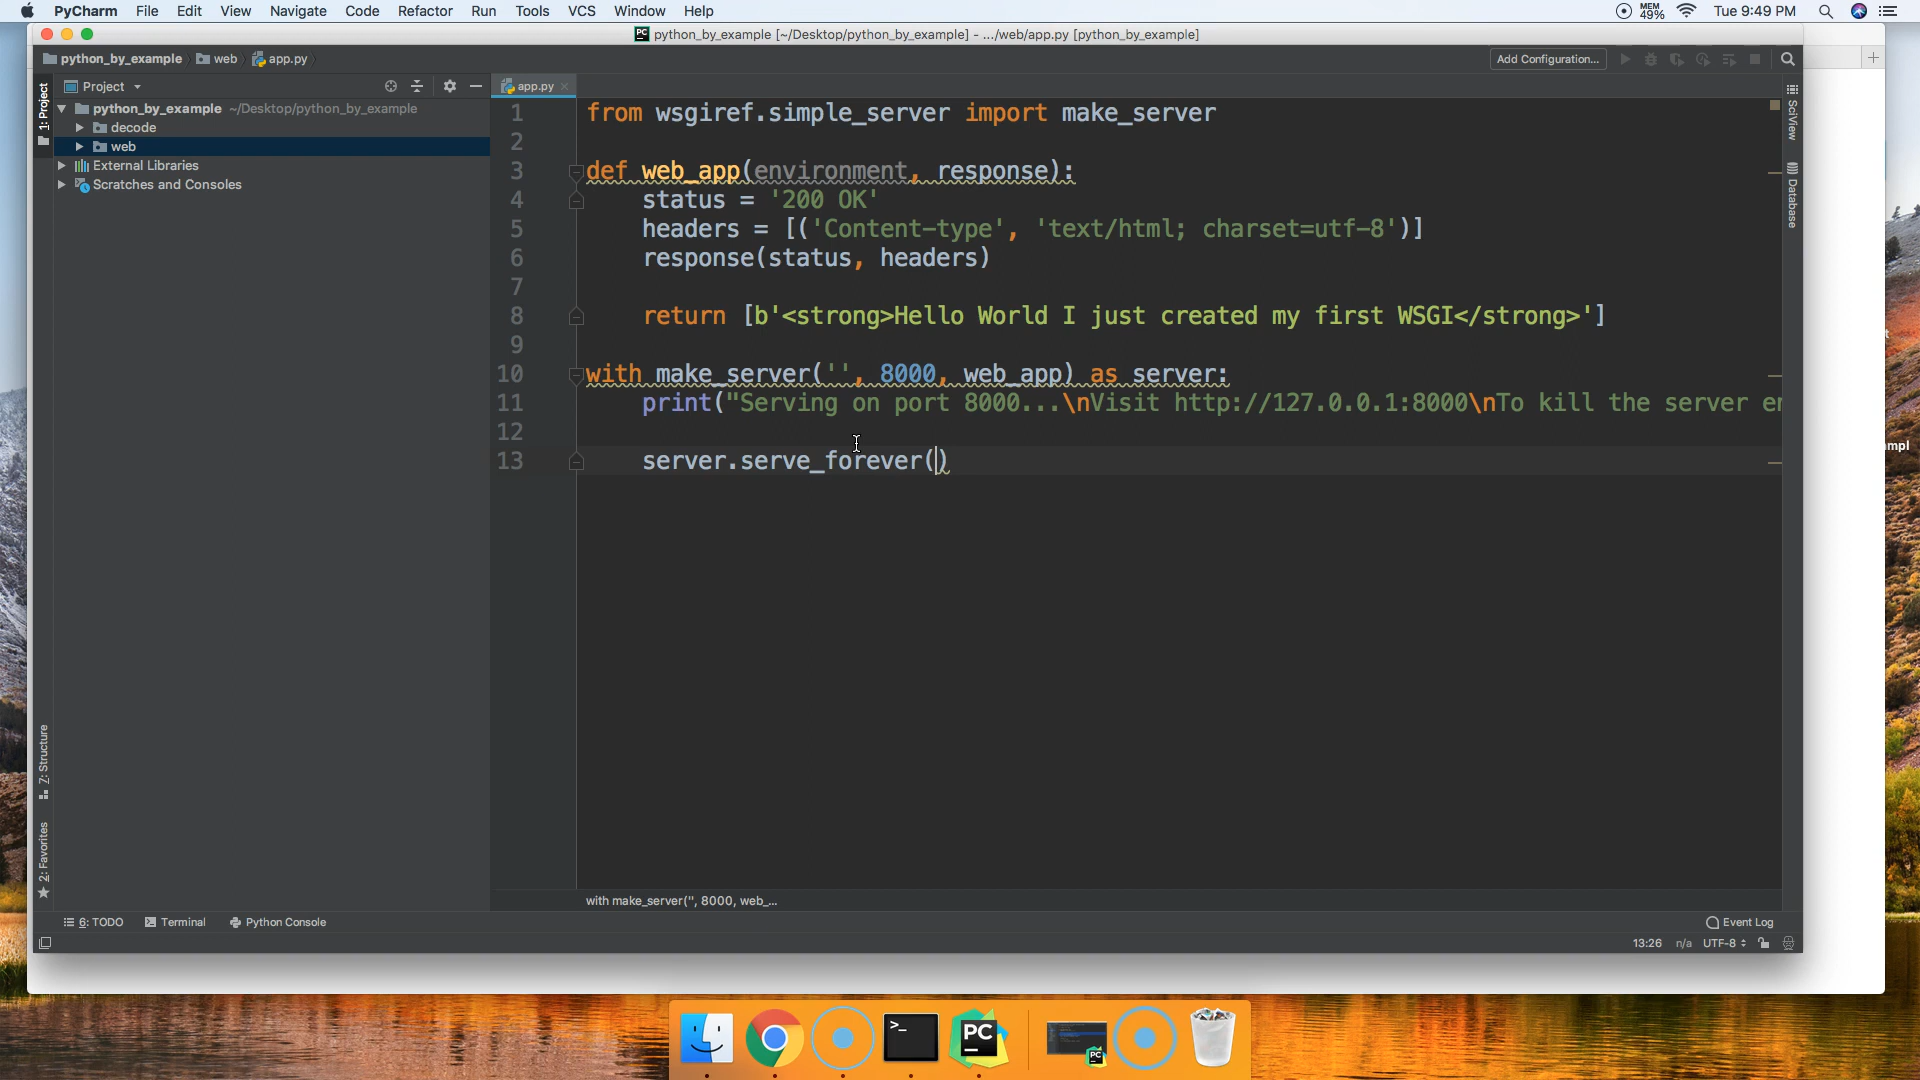 PyCharm File Edit View Navigate Code Refactor Run Tools VCS Window Help MEM 49% Tue 9:49 PM
PC python_by_example [~/Desktop/python_by_example] - .../web/app.py [python_by_example]
python_by_example web app.py Add Configuration...
1: Project
Project
app.py
python_by_example ~/Desktop/python_by_example
decode
web
External Libraries
Scratches and Consoles
1 from wsgiref.simple_server import make_server
2
3 def web_app(environment, response):
4 status = '200 OK'
5 headers = [('Content-type', 'text/html; charset=utf-8')]
6 response(status, headers)
7
8 return [b'<strong>Hello World I just created my first WSGI</strong>']
9
10 with make_server('', 8000, web_app) as server:
11 print("Serving on port 8000...\nVisit http://127.0.0.1:8000\nTo kill the server
12
13 server.serve_forever()
SciView
Database
7: Structure
2: Favorites
with make_server('', 8000, web_...
6: TODO Terminal Python Console Event Log
13:26 n/a UTF-8
>_
PC
PC